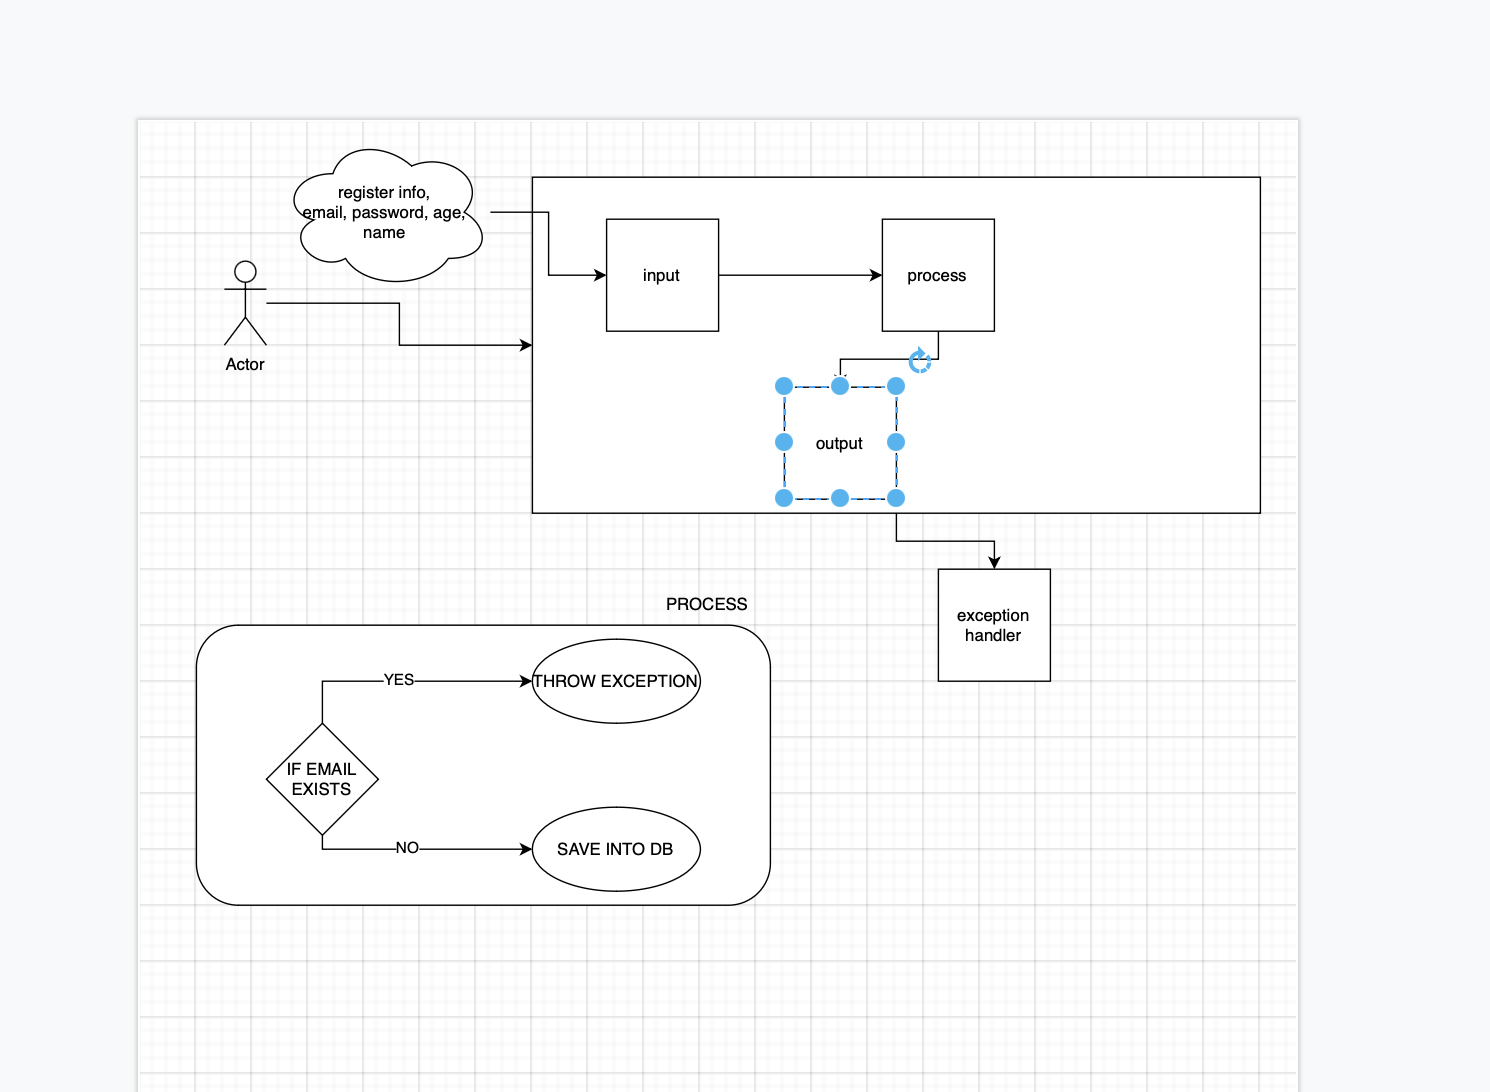 register info,
email, password, age,
name
Actor
input
process
output
exception
handler
PROCESS
YES
THROW EXCEPTION
IF EMAIL
EXISTS
NO
SAVE INTO DB